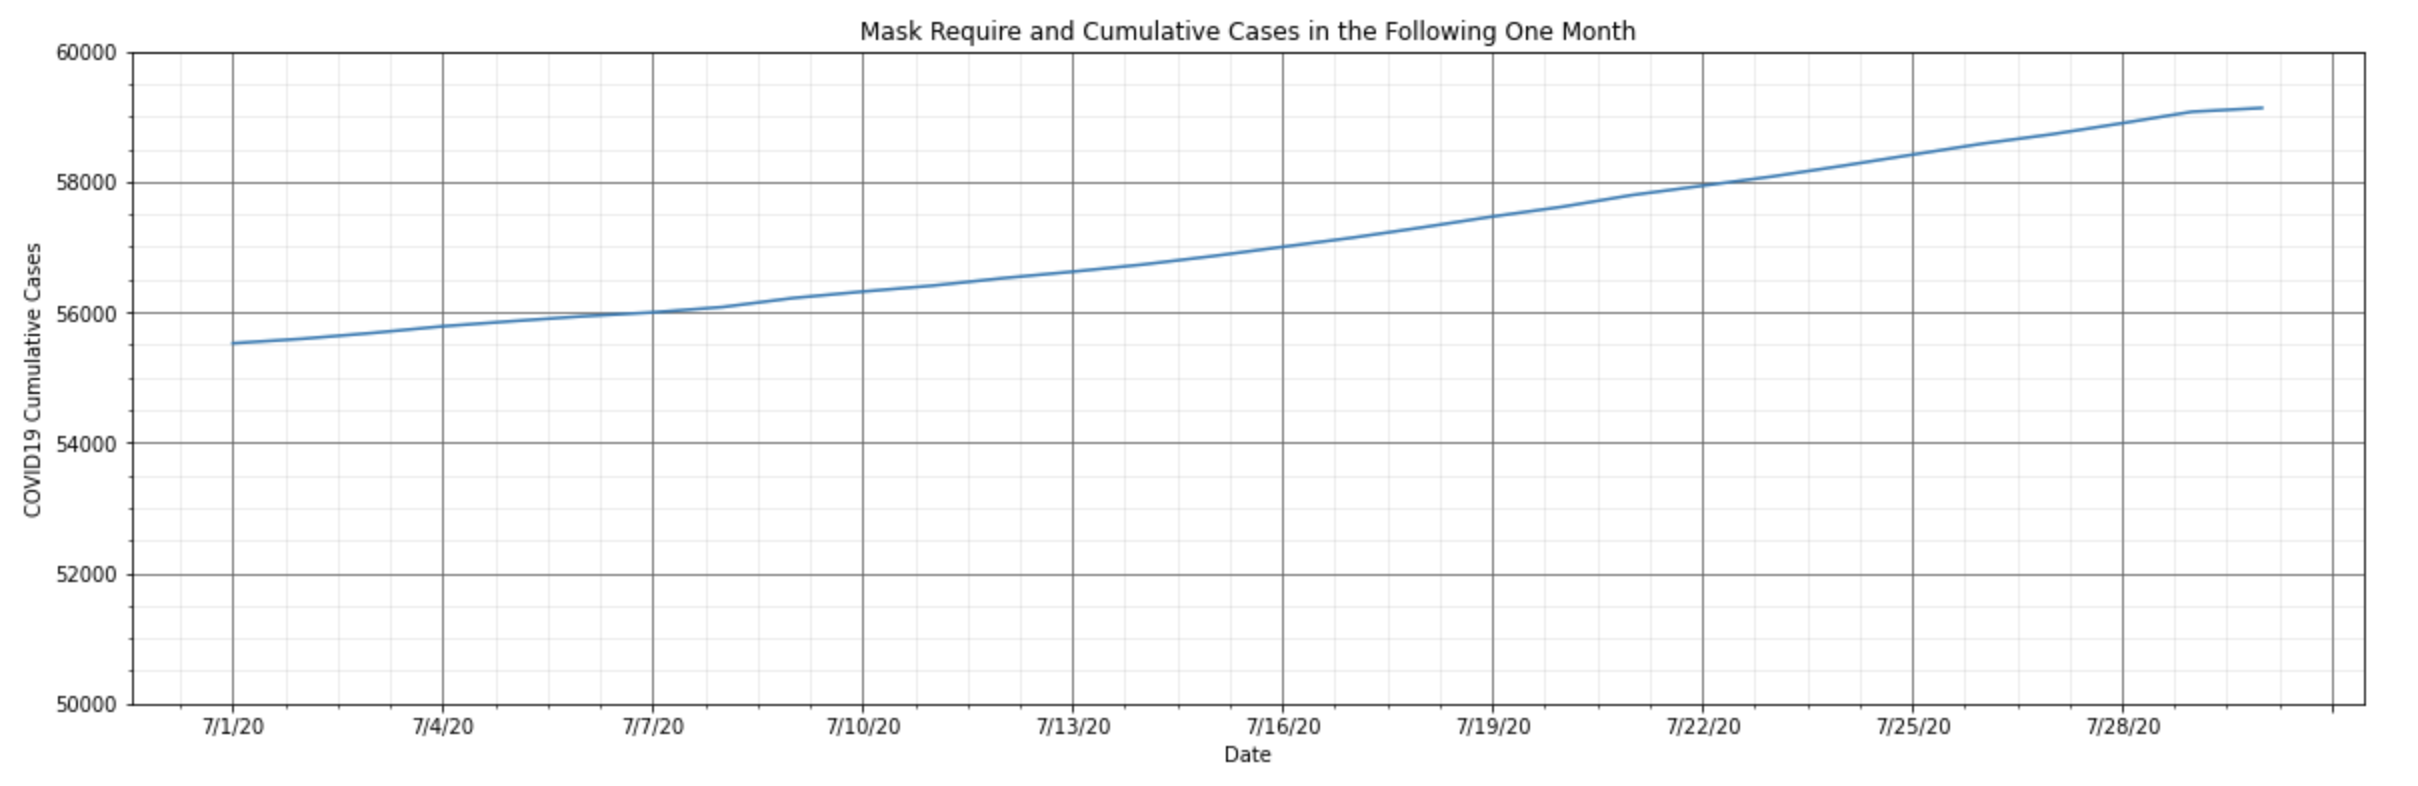 Mask Require and Cumulative Cases in the Following One Month
60000
58000
56000
54000
52000
50000
COVID19 Cumulative Cases
7/1/20 7/4/20 7/7/20 7/10/20 7/13/20 7/16/20 7/19/20 7/22/20 7/25/20 7/28/20
Date